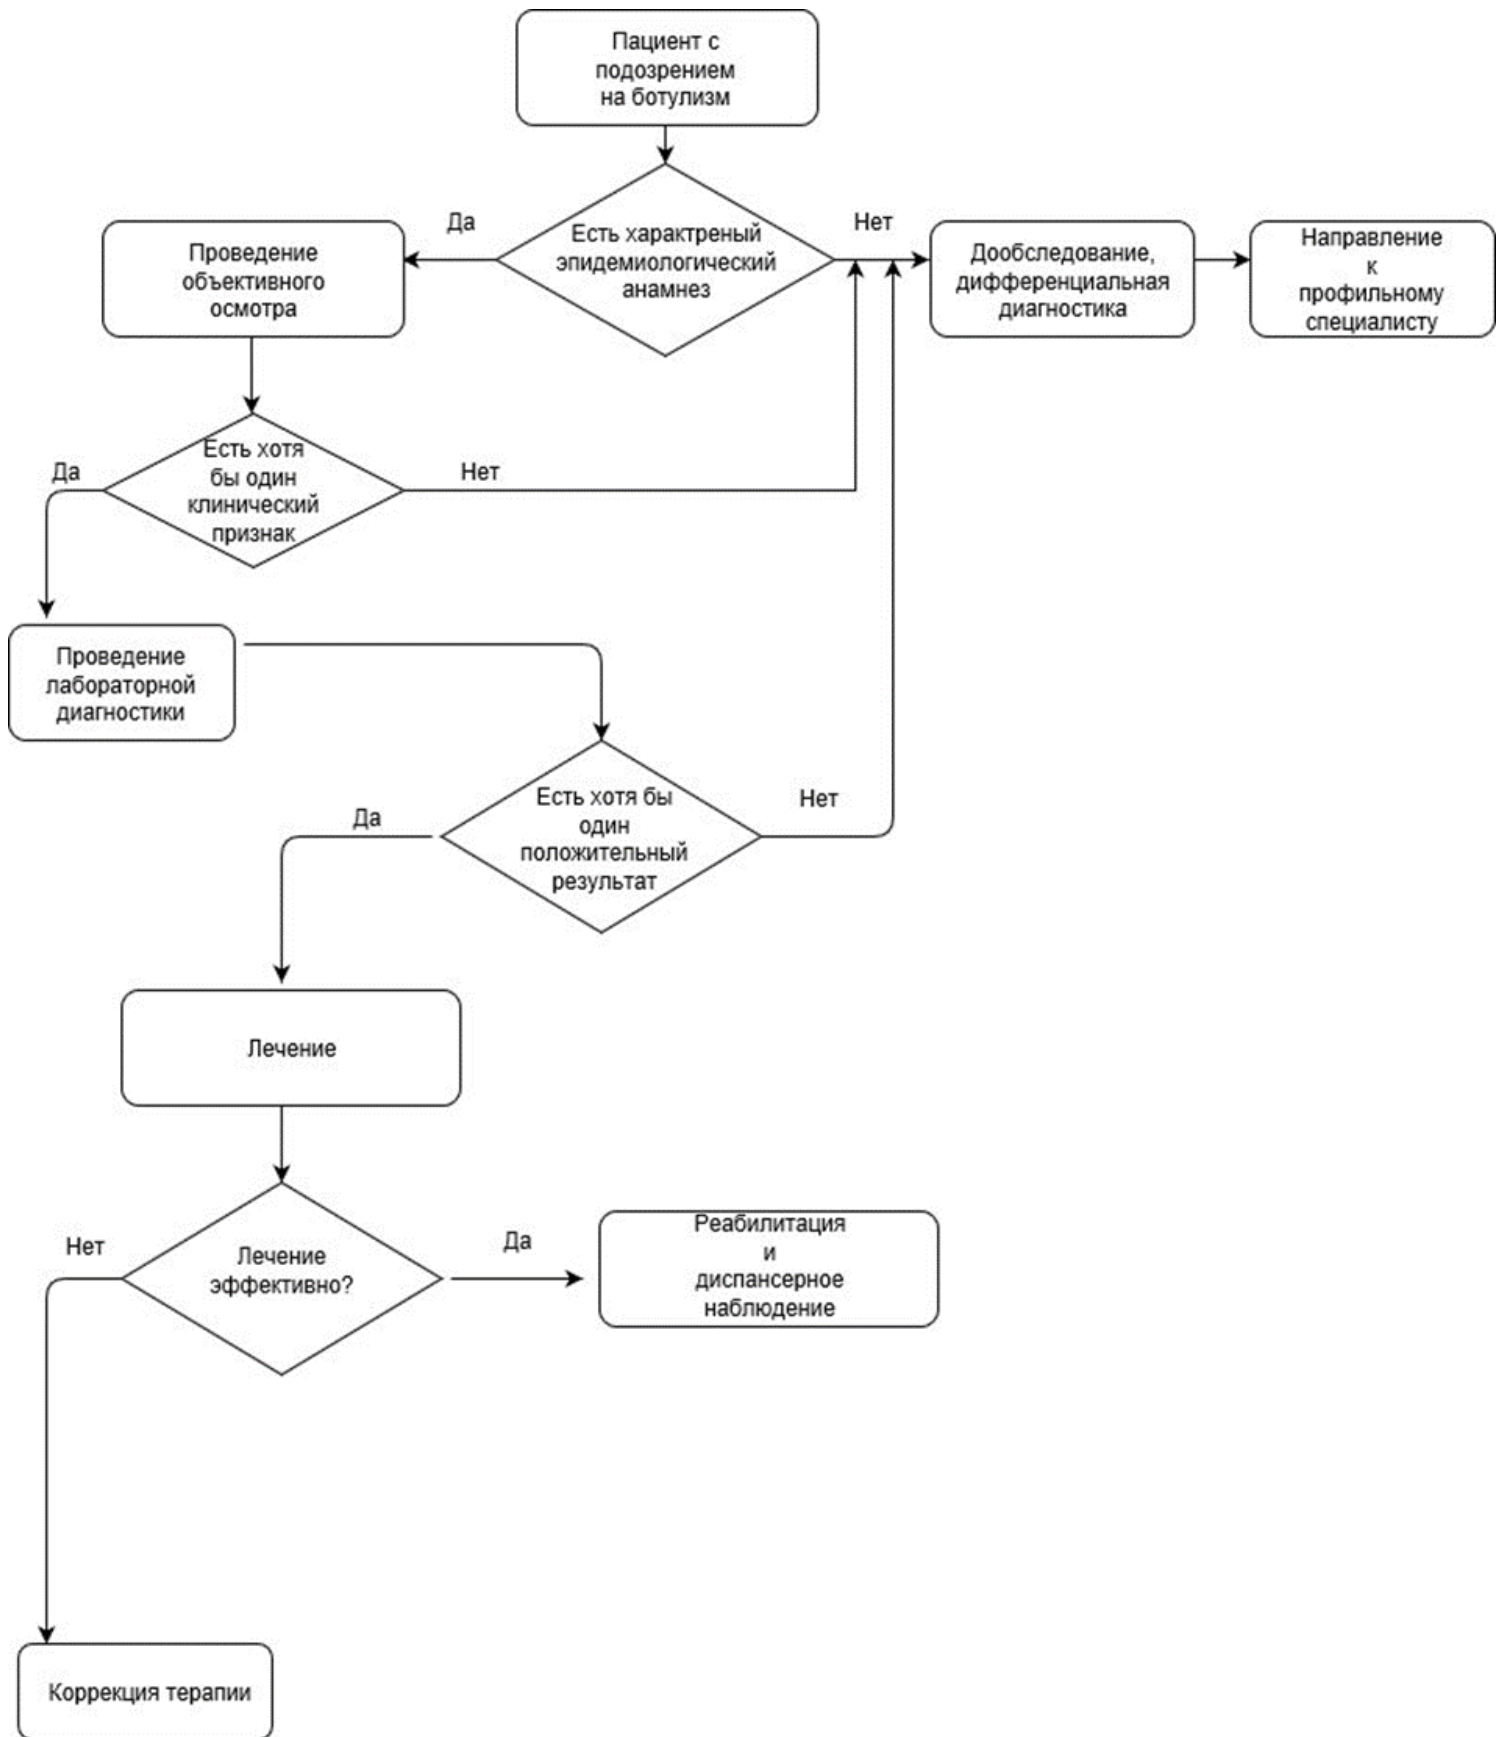 Пациент с
подозрением
на ботулизм
Да
Есть характреный
эпидемиологический
анамнез
Нет
Проведение
объективного
осмотра
Дообследование,
дифференциальная
диагностика
Направление
к
профильному
специалисту
Да
Есть хотя
бы один
клинический
признак
Нет
Проведение
лабораторной
диагностики
Да
Есть хотя бы
один
положительный
результат
Нет
Лечение
Нет
Лечение
эффективно?
Да
Реабилитация
и
диспансерное
наблюдение
Коррекция терапии